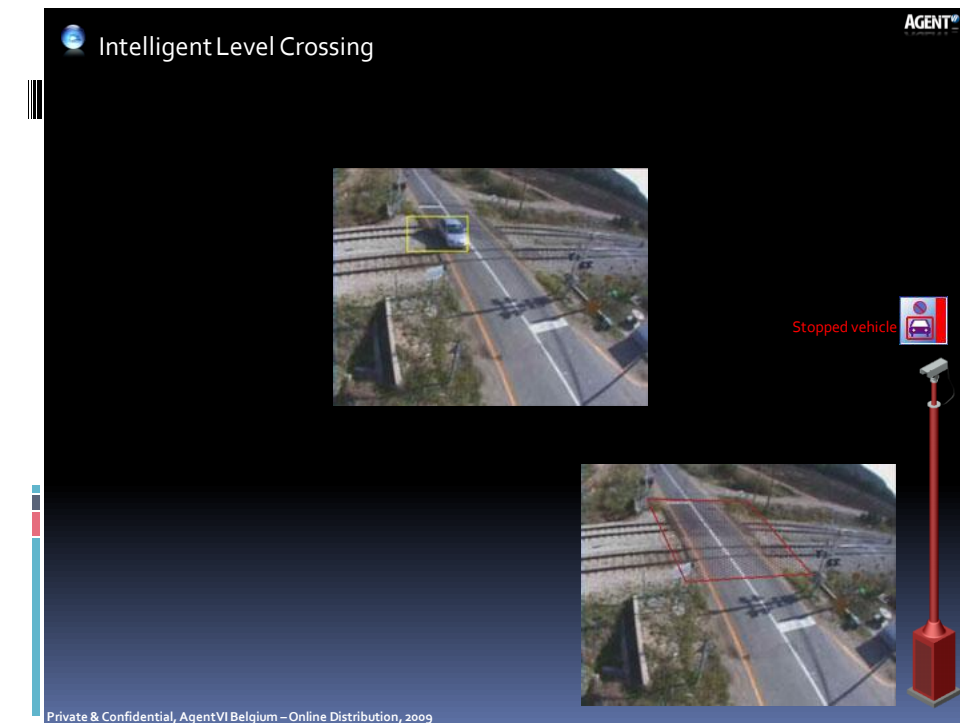 AGENT
Intelligent Level Crossing
Stopped vehicle
Private & Confidential, AgentVI Belgium – Online Distribution, 2009